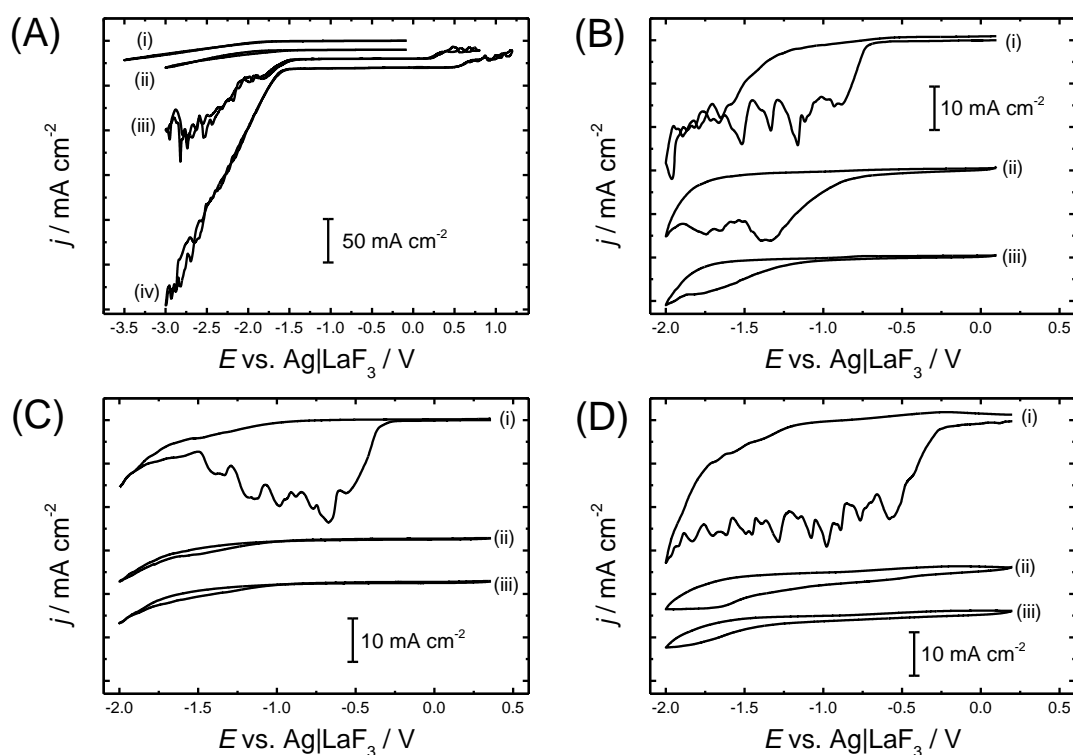 (A)
(i)
(ii)
(iii)
(iv)
50 mA cm⁻²
j / mA cm⁻²
-3.5 -3.0 -2.5 -2.0 -1.5 -1.0 -0.5 0.0 0.5 1.0
E vs. Ag|LaF₃ / V
(B)
(i)
10 mA cm⁻²
(ii)
(iii)
j / mA cm⁻²
-2.0 -1.5 -1.0 -0.5 0.0 0.5
E vs. Ag|LaF₃ / V
(C)
(i)
(ii)
(iii)
10 mA cm⁻²
j / mA cm⁻²
-2.0 -1.5 -1.0 -0.5 0.0 0.5
E vs. Ag|LaF₃ / V
(D)
(i)
(ii)
(iii)
10 mA cm⁻²
j / mA cm⁻²
-2.0 -1.5 -1.0 -0.5 0.0 0.5
E vs. Ag|LaF₃ / V